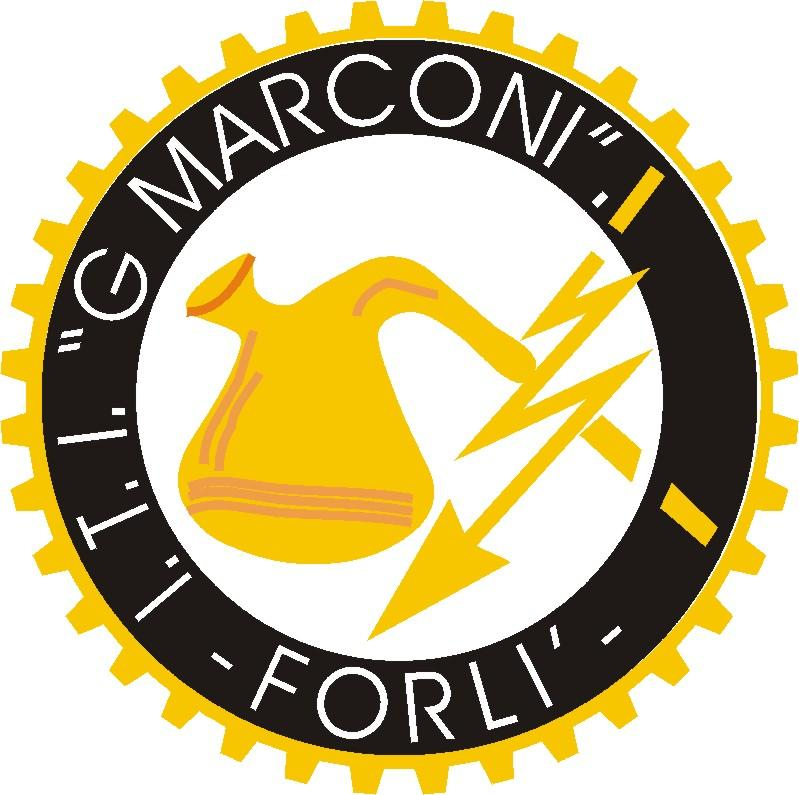 I.T.I. "G MARCONI".
- FORLI' -